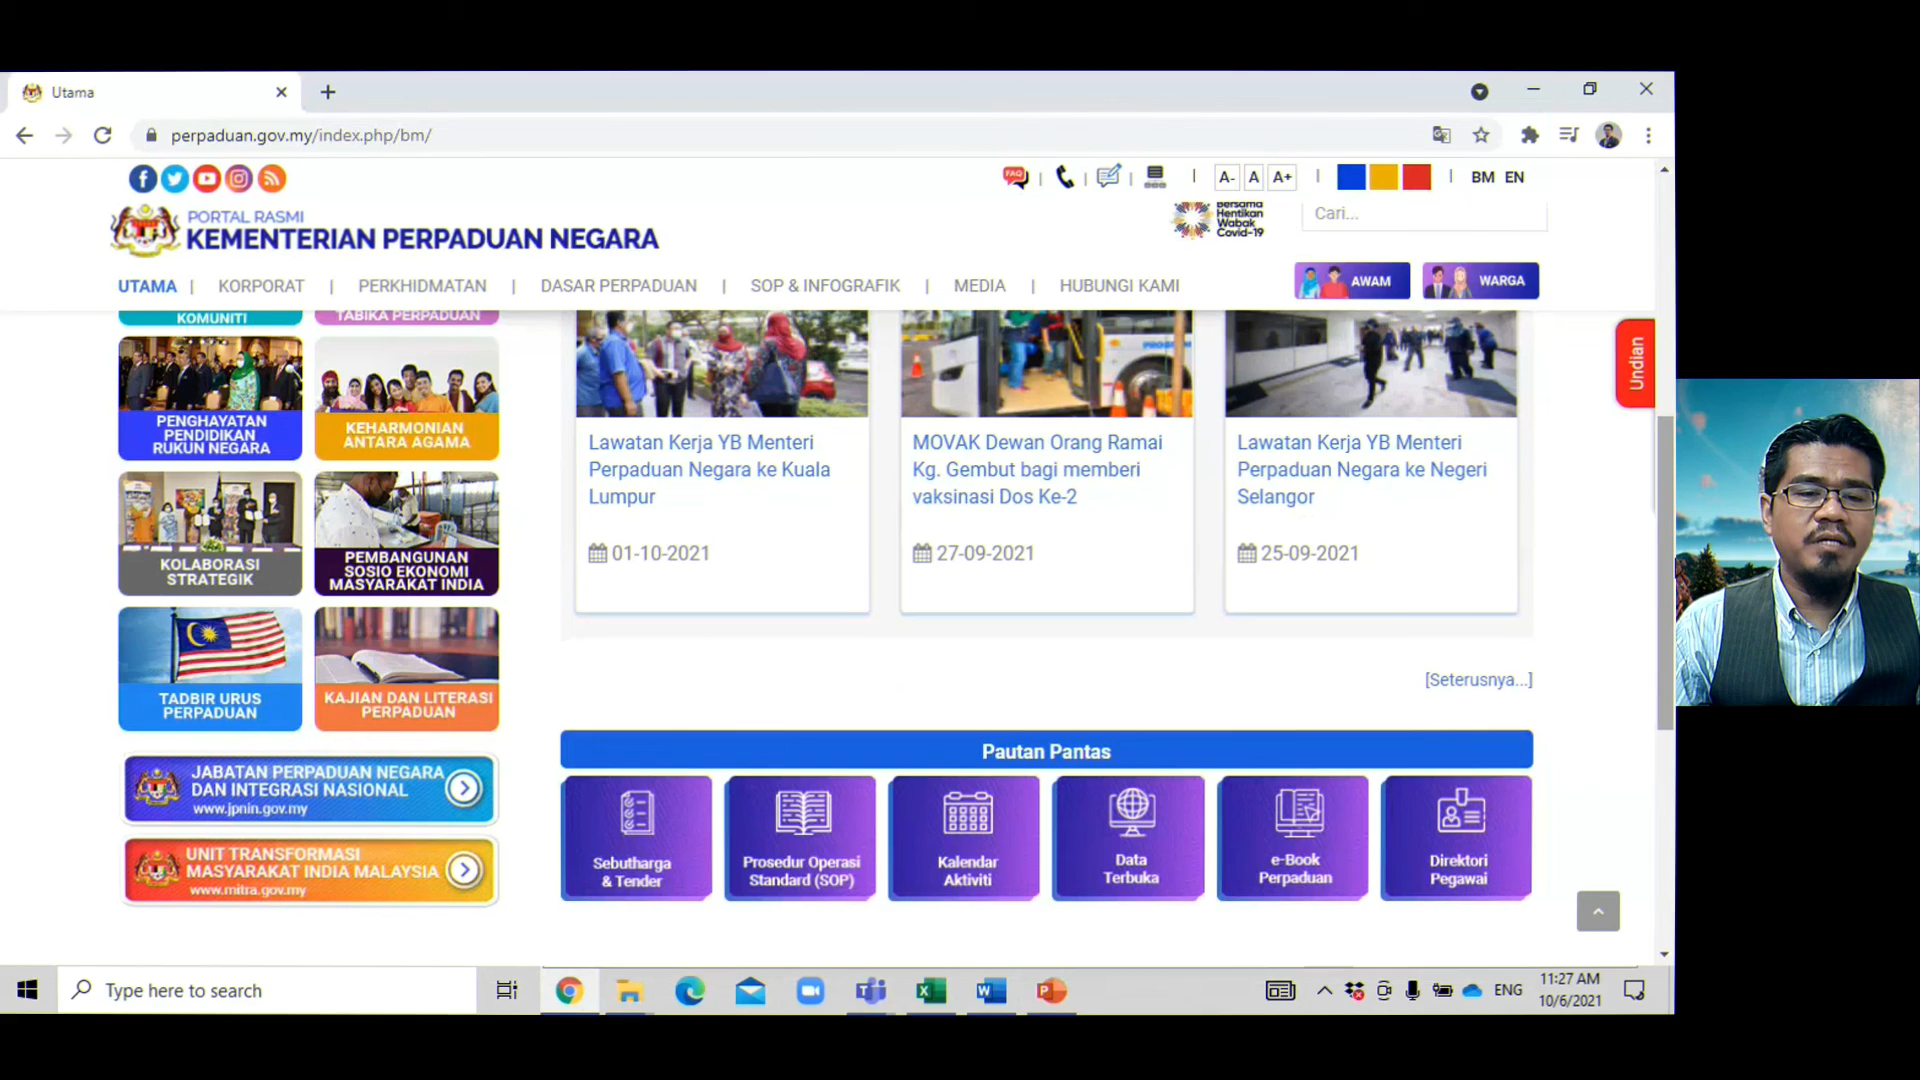 Utama
perpaduan.gov.my/index.php/bm/
FAQ
A- A A+
BM EN
PORTAL RASMI
KEMENTERIAN PERPADUAN NEGARA
Bersama
Hentikan
Wabak
Covid-19
Cari...
UTAMA | KORPORAT | PERKHIDMATAN | DASAR PERPADUAN | SOP & INFOGRAFIK | MEDIA | HUBUNGI KAMI
AWAM
WARGA
KOMUNITI
TABIKA PERPADUAN
PENGHAYATAN
PENDIDIKAN
RUKUN NEGARA
KEHARMONIAN
ANTARA AGAMA
KOLABORASI
STRATEGIK
PEMBANGUNAN
SOSIO EKONOMI
MASYARAKAT INDIA
TADBIR URUS
PERPADUAN
KAJIAN DAN LITERASI
PERPADUAN
JABATAN PERPADUAN NEGARA
DAN INTEGRASI NASIONAL
www.jpnin.gov.my
UNIT TRANSFORMASI
MASYARAKAT INDIA MALAYSIA
www.mitra.gov.my
Lawatan Kerja YB Menteri
Perpaduan Negara ke Kuala
Lumpur
01-10-2021
MOVAK Dewan Orang Ramai
Kg. Gembut bagi memberi
vaksinasi Dos Ke-2
27-09-2021
Lawatan Kerja YB Menteri
Perpaduan Negara ke Negeri
Selangor
25-09-2021
Undian
[Seterusnya...]
Pautan Pantas
Sebutharga
& Tender
Prosedur Operasi
Standard (SOP)
Kalendar
Aktiviti
Data
Terbuka
e-Book
Perpaduan
Direktori
Pegawai
Type here to search
ENG
11:27 AM
10/6/2021